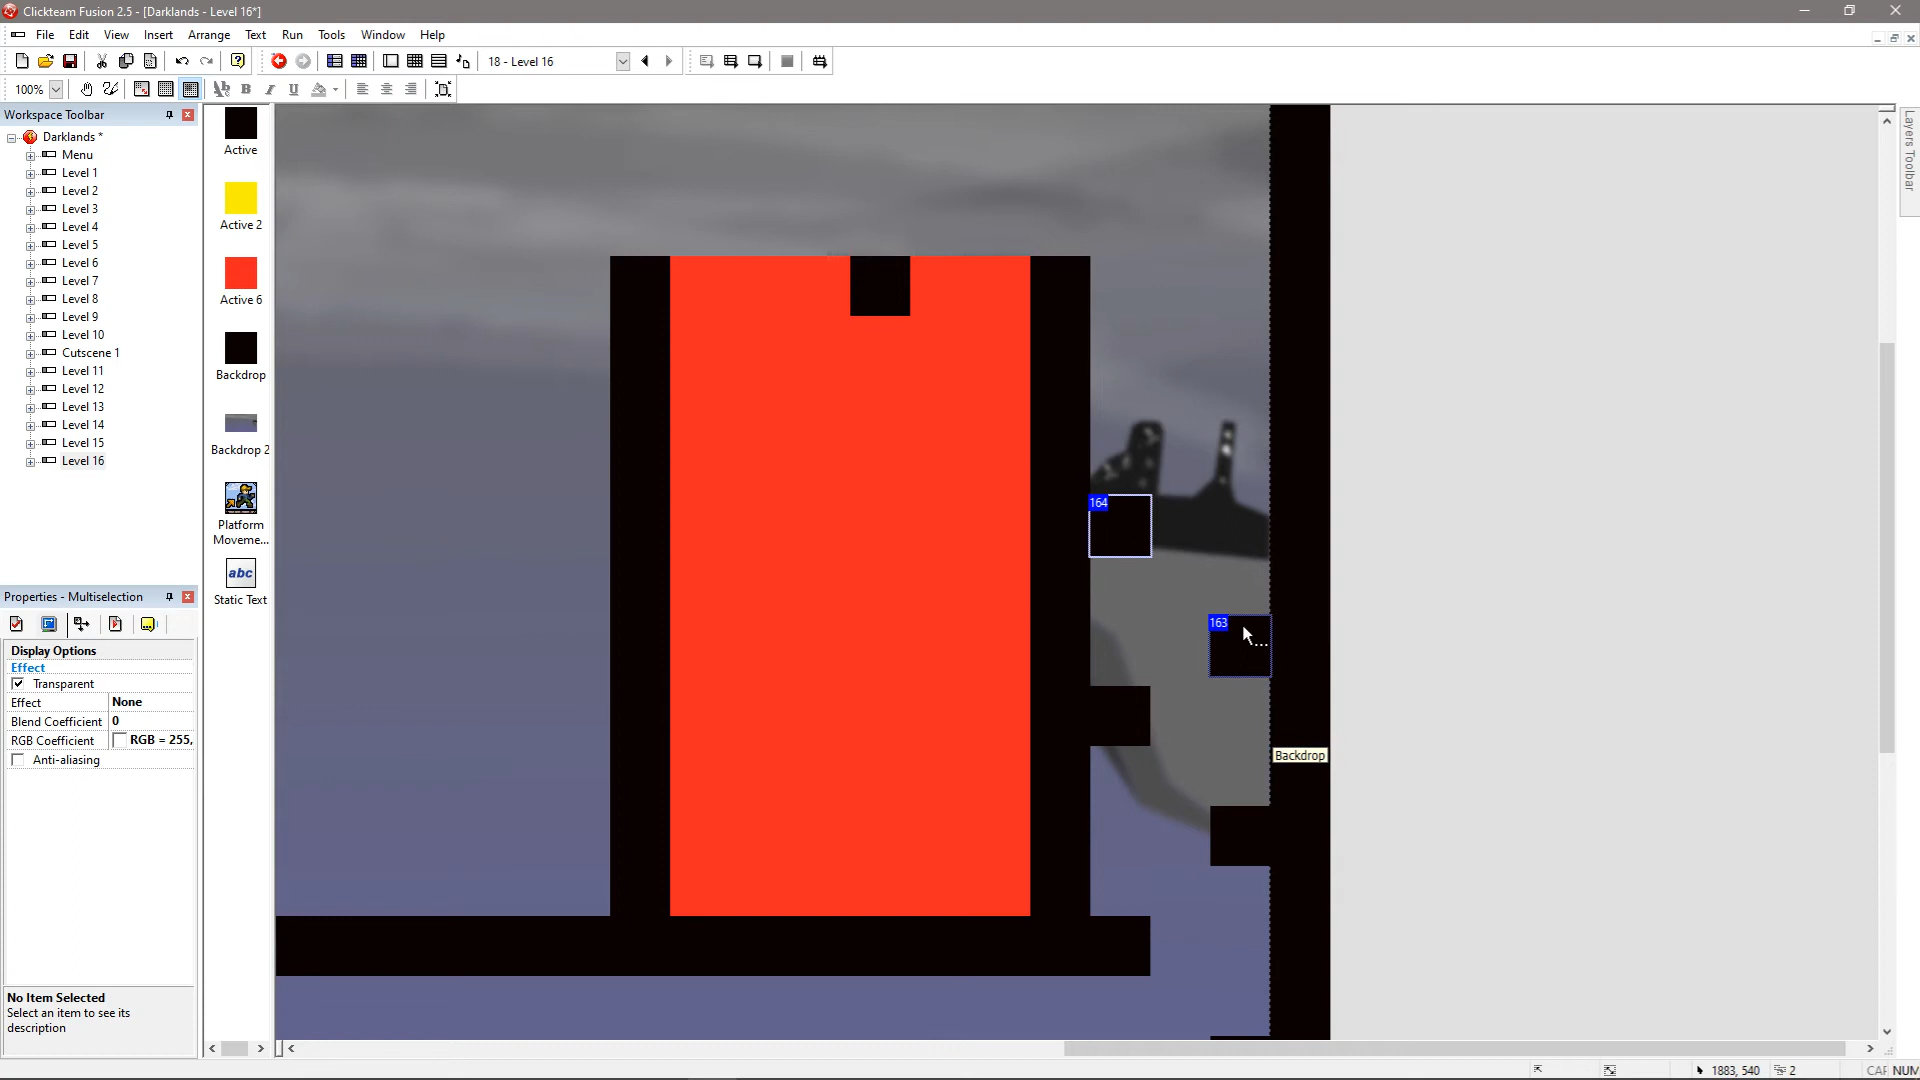 Clickteam Fusion 2.5 - [Darklands - Level 16*]
File Edit View Insert Arrange Text Run Tools Window Help
18 - Level 16
100%
Workspace Toolbar
Darklands *
Menu
Level 1
Level 2
Level 3
Level 4
Level 5
Level 6
Level 7
Level 8
Level 9
Level 10
Cutscene 1
Level 11
Level 12
Level 13
Level 14
Level 15
Level 16
Active
Active 2
Active 6
Backdrop
Backdrop 2
Platform
Moveme...
abc
Static Text
164
163
Backdrop
Layers Toolbar
Properties - Multiselection
Display Options
Effect
Transparent
Effect None
Blend Coefficient 0
RGB Coefficient RGB = 255,
Anti-aliasing
No Item Selected
Select an item to see its
description
1883, 540 2 CAP NUM